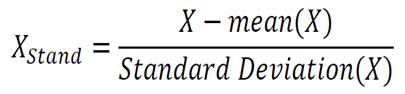 X_Stand = (X − mean(X)) / (Standard Deviation(X))